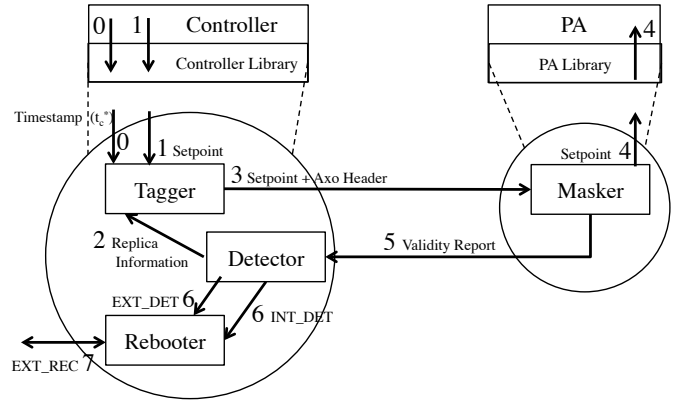 0 1 Controller
Controller Library
PA 4
PA Library
Timestamp (t_c^*)
0
1 Setpoint
Tagger
3 Setpoint + Axo Header
Setpoint 4
Masker
2 Replica
Information
Detector
5 Validity Report
EXT_DET 6
6 INT_DET
Rebooter
EXT_REC 7